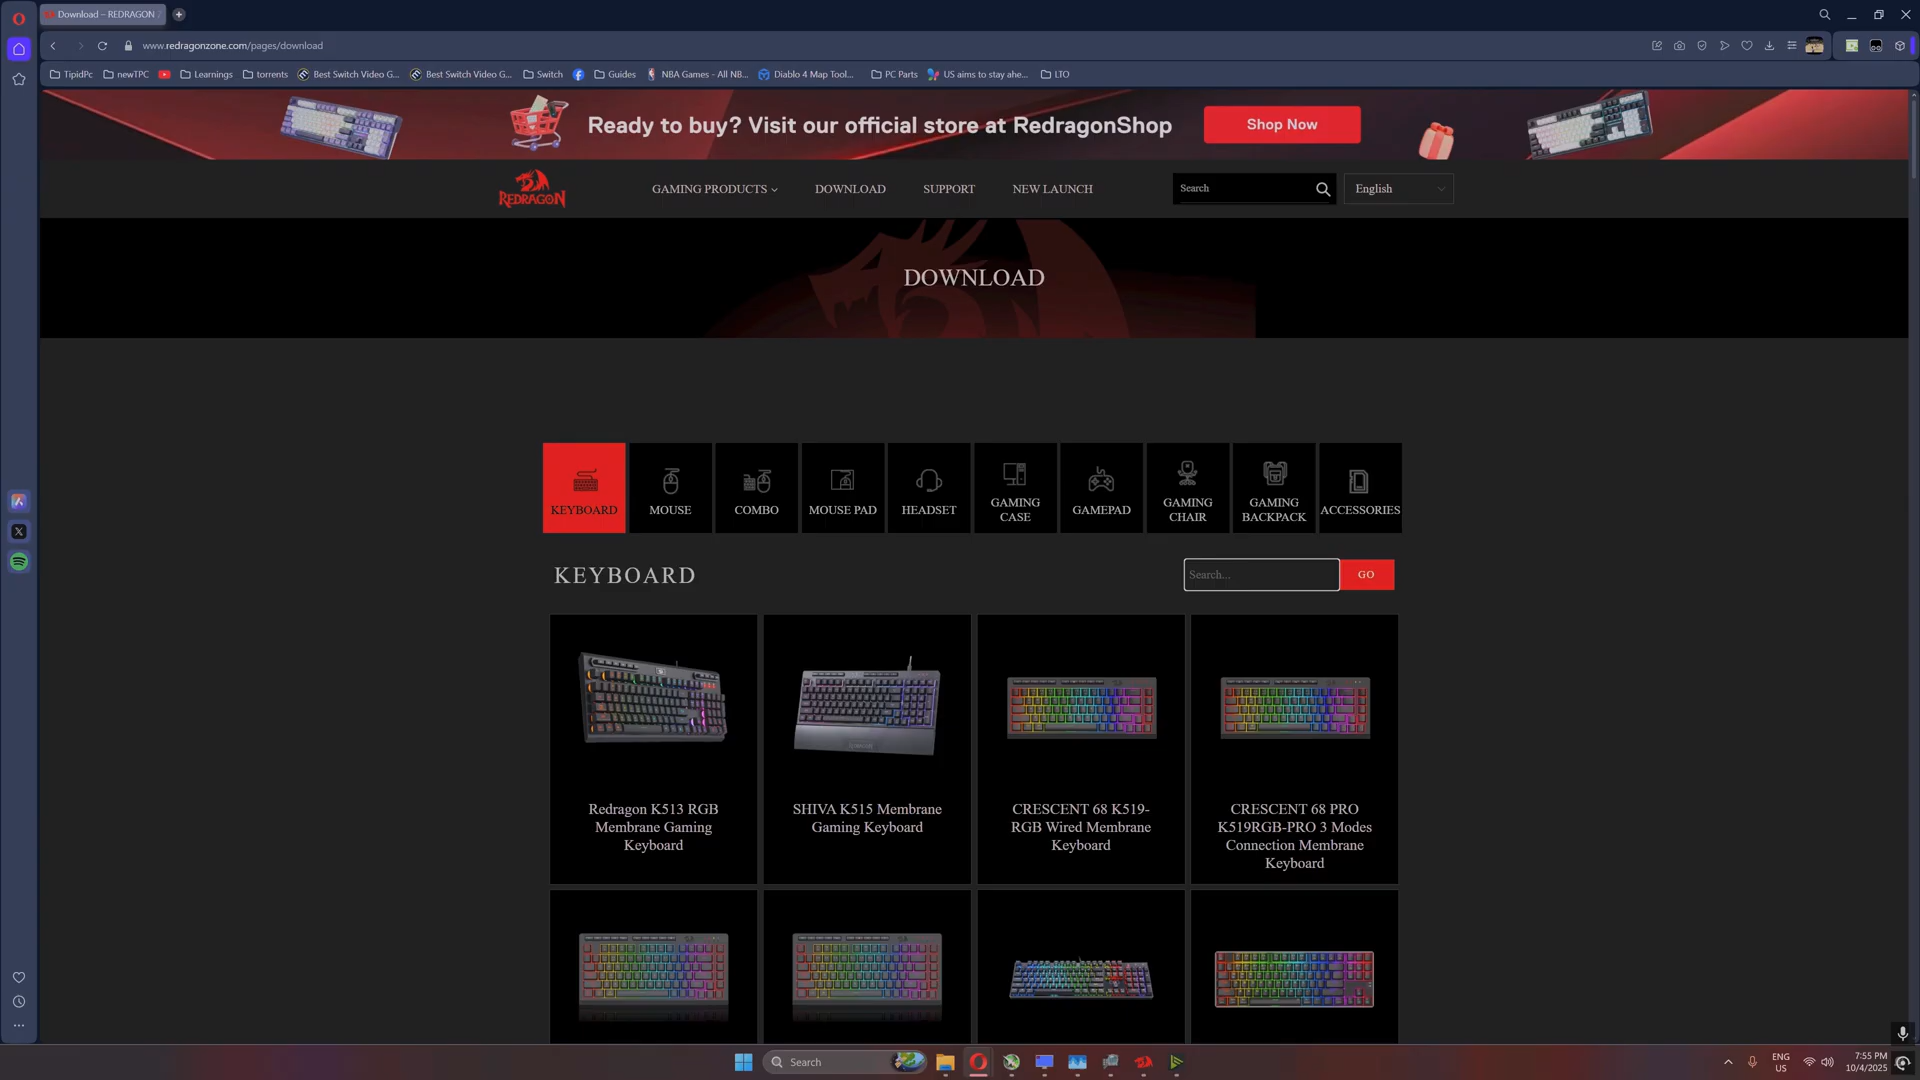 Download – REDRAGON
www.redragonzone.com/pages/download
TipidPc
newTPC
Learnings
torrents
Best Switch Video G...
Best Switch Video G...
Switch
Guides
NBA Games - All NB...
Diablo 4 Map Tool...
PC Parts
US aims to stay ahe...
LTO
Ready to buy? Visit our official store at RedragonShop
Shop Now
REDRAGON
GAMING PRODUCTS
DOWNLOAD
SUPPORT
NEW LAUNCH
Search
English
DOWNLOAD
KEYBOARD
MOUSE
COMBO
MOUSE PAD
HEADSET
GAMING
CASE
GAMEPAD
GAMING
CHAIR
GAMING
BACKPACK
ACCESSORIES
KEYBOARD
Search...
GO
Redragon K513 RGB
Membrane Gaming
Keyboard
SHIVA K515 Membrane
Gaming Keyboard
CRESCENT 68 K519-
RGB Wired Membrane
Keyboard
CRESCENT 68 PRO
K519RGB-PRO 3 Modes
Connection Membrane
Keyboard
Search
ENG
US
7:55 PM
10/4/2025